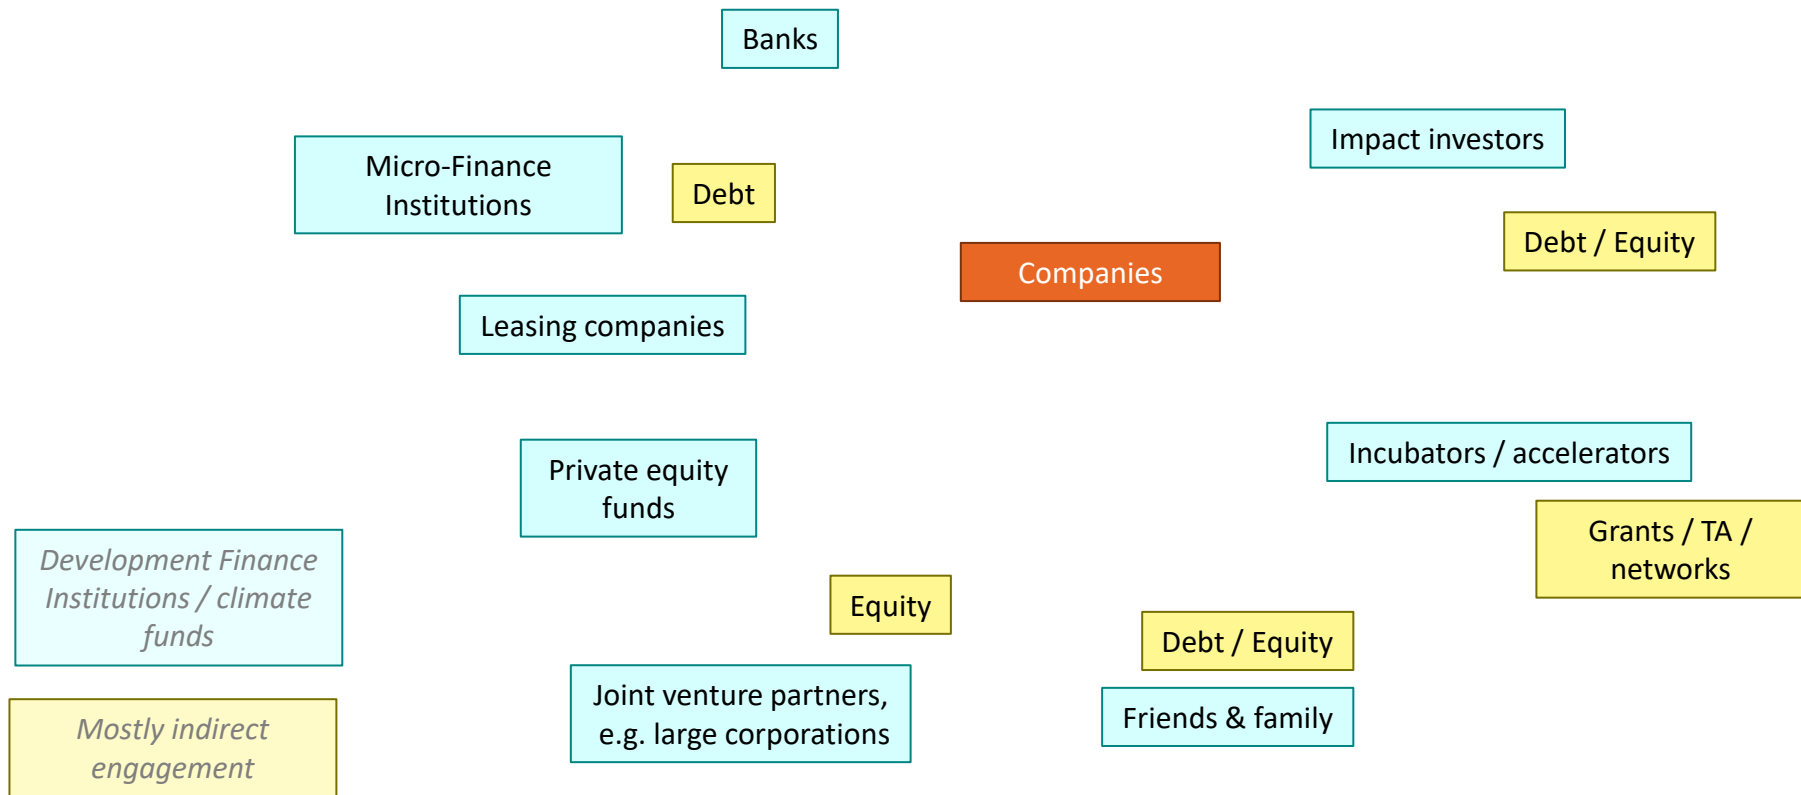 Banks
Impact investors
Micro-Finance
Institutions
Debt
Debt / Equity
Companies
Leasing companies
Incubators / accelerators
Private equity
funds
Grants / TA /
networks
Development Finance
Institutions / climate
funds
Equity
Debt / Equity
Joint venture partners,
e.g. large corporations
Friends & family
Mostly indirect
engagement